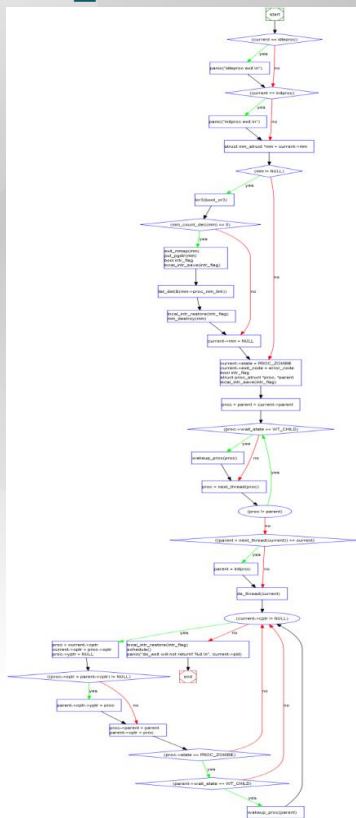 start
(current == idleproc)
yes
no
panic("idleproc exit \n")
(current == initproc)
yes
no
panic("initproc exit \n")
struct mm_struct *mm = current->mm
(mm != NULL)
yes
no
lcr3(boot_cr3)
(mm_count_dec(mm) == 0)
yes
no
exit_mmap(mm)
put_pgdir(mm)
bool intr_flag
local_intr_save(intr_flag)
list_del(&(mm->proc_mm_link))
local_intr_restore(intr_flag)
mm_destroy(mm)
current->mm = NULL
current->state = PROC_ZOMBIE
current->exit_code = error_code
bool intr_flag
struct proc_struct *proc, *parent
local_intr_save(intr_flag)
proc = parent = current->parent
(proc->wait_state == WT_CHILD)
yes
no
yes
wakeup_proc(proc)
proc = next_thread(proc)
(proc != parent)
no
((parent = next_thread(current)) == current)
yes
no
parent = initproc
de_thread(current)
(current->cptr != NULL)
yes
no
proc = current->cptr
current->cptr = proc->optr
proc->yptr = NULL
local_intr_restore(intr_flag)
schedule()
panic("do_exit will not return! %d \n", current->pid)
((proc->optr = parent->cptr) != NULL)
end
yes
no
no
no
parent->cptr->yptr = proc
proc->parent = parent
parent->cptr = proc
(proc->state == PROC_ZOMBIE)
yes
(parent->wait_state == WT_CHILD)
yes
wakeup_proc(parent)